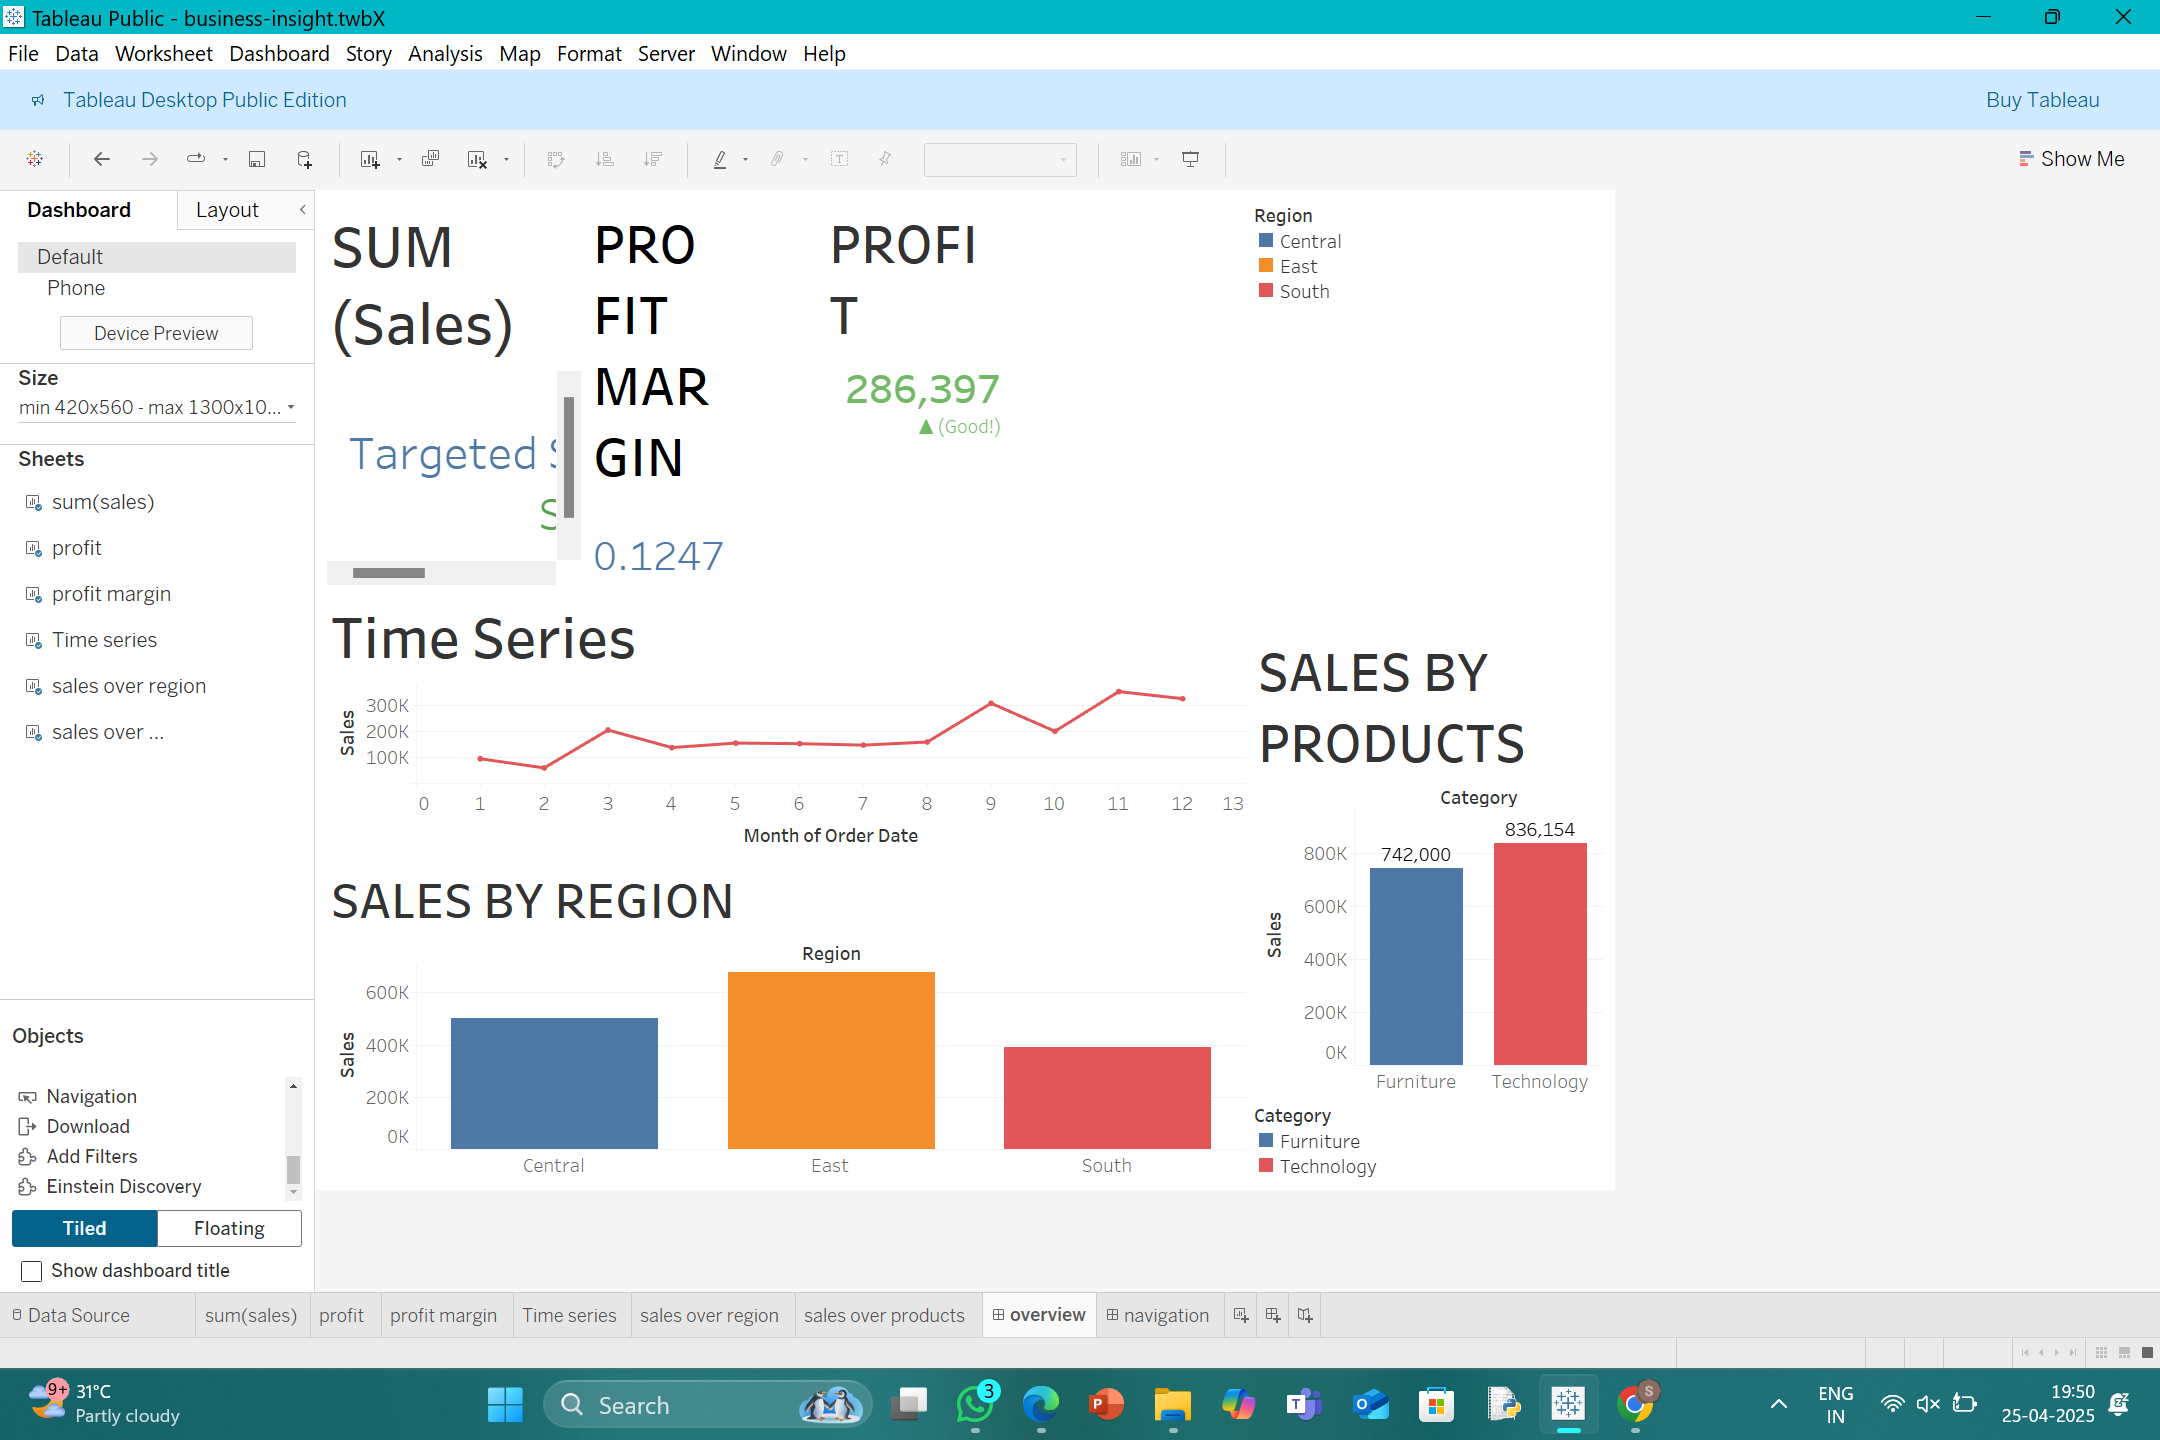 Tableau Public - business-insight.twbX
File Data Worksheet Dashboard Story Analysis Map Format Server Window Help
Tableau Desktop Public Edition
Buy Tableau
Show Me
Dashboard
Layout
Default
Phone
Device Preview
Size
min 420x560 - max 1300x10...
Sheets
sum(sales)
profit
profit margin
Time series
sales over region
sales over ...
Objects
Navigation
Download
Add Filters
Einstein Discovery
Tiled
Floating
Show dashboard title
SUM
(Sales)
Targeted S
S
PRO
FIT
MAR
GIN
0.1247
PROFI
T
286,397
▲ (Good!)
Region
Central
East
South
Time Series
Sales
300K
200K
100K
0 1 2 3 4 5 6 7 8 9 10 11 12 13
Month of Order Date
SALES BY REGION
Region
Sales
600K
400K
200K
0K
Central East South
SALES BY
PRODUCTS
Category
836,154
742,000
Sales
800K
600K
400K
200K
0K
Furniture Technology
Category
Furniture
Technology
Data Source sum(sales) profit profit margin Time series sales over region sales over products overview navigation
9+
31°C
Partly cloudy
Search
3
ENG
IN
19:50
25-04-2025